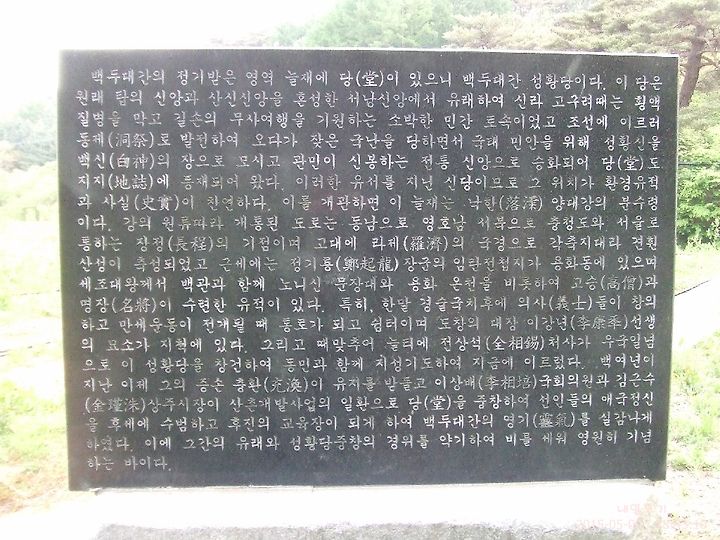 백두대간의 정기받은 영역 늘재에 당(堂)이 있으니 백두대간 성황당이다. 이 당은
원래 탑의 신앙과 산신신앙을 혼성한 서낭신앙에서 유래하여 신라 고구려때는 횡액
질병을 막고 길손의 무사여행을 기원하는 소박한 민간 토속이었고 조선에 이르러
동제(洞祭)로 발전하여 오다가 잦은 국난을 당하면서 국태 민안을 위해 성황신을
백신(白神)의 장으로 모시고 광민이 신봉하는 전통 신앙으로 승화되어 당(堂)도
지지(地誌)에 등재되어 왔다. 이러한 유서를 지닌 신당이므로 그 위치가 환경유적
과 사실(史實)이 찬연하다. 이를 개관하면 이 늘재는 낙한(落漢) 양대강의 분수령
이다. 강의 원류따라 개통된 도로는 동남으로 영호남 서북으로 충청도와 서울로
통하는 장정(長程)의 기점이며 고대에 라제(羅濟)의 국경으로 각축지대라 견훤
산성이 축성되었고 근세에는 정기룡(鄭起龍)장군의 임란전첩지가 용화동에 있으며
세조대왕께서 백관과 함께 노니신 문장대와 용화 온천을 비롯하여 고승(高僧)과
명장(名將)이 수련한 유적이 있다. 특히, 한말 경술국치후에 의사(義士)들이 창의
하고 만세운동이 전개될 때 통로가 되고 쉼터이며 도창의 대장 이강년(李康秊)선생
의 묘소가 지척에 있다. 그리고 때맞추어 늘티에 전상석(全相錫)처사가 우국일념
으로 이 성황당을 창건하여 동민과 함께 지성기도하여 지금에 이르렀다. 백여년이
지난 이제 그의 증손 충환(充渙)이 유치를 받들고 이상배(李相培)국회의원과 김근수
(金瑾洙)상주시장이 산촌개발사업의 일환으로 당(堂)을 중창하여 선인들의 애국전신
을 후세에 수범하고 후진의 교육장이 되게 하여 백두대간의 영기(靈氣)를 실감나게
하였다. 이에 그간의 유래와 성황당중창의 경위를 약기하여 비를 세워 영원히 기념
하는 바이다.